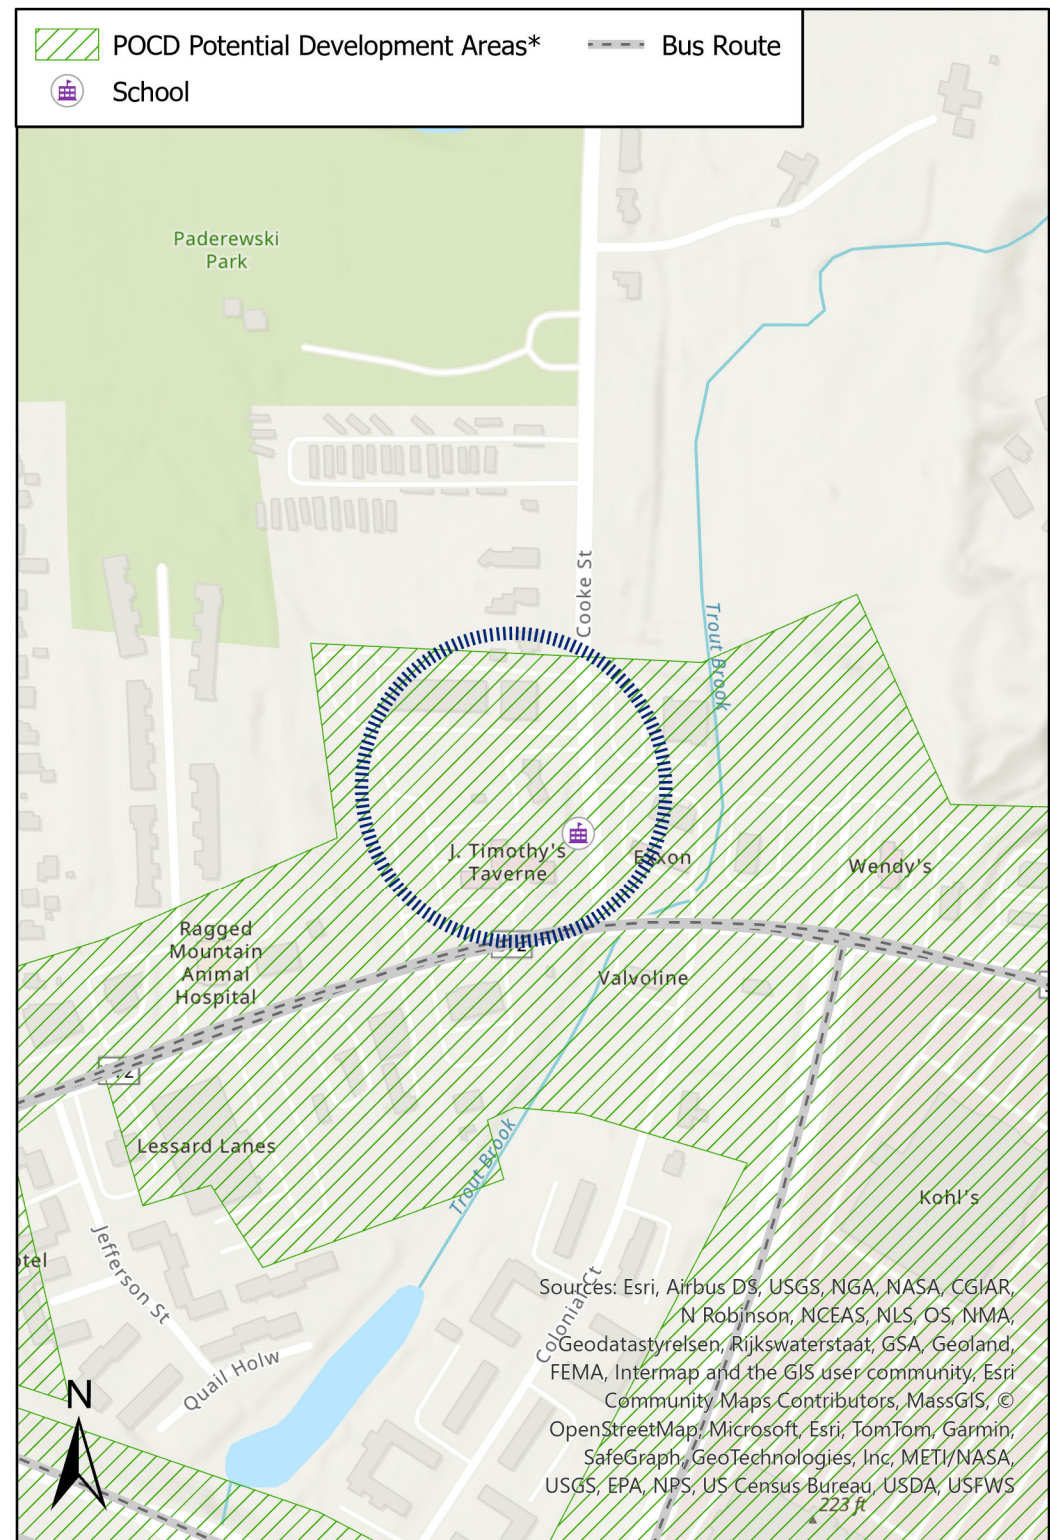 POCD Potential Development Areas*
Bus Route
School
Paderewski
Park
Cooke St
Trout Brook
J. Timothy's
Taverne
Exxon
Wendy's
Ragged
Mountain
Animal
Hospital
Valvoline
Lessard Lanes
Trout Brook
Kohl's
Jefferson St
Quail Holw
Colonial Ct
N
Sources: Esri, Airbus DS, USGS, NGA, NASA, CGIAR,
N Robinson, NCEAS, NLS, OS, NMA,
Geodatastyrelsen, Rijkswaterstaat, GSA, Geoland,
FEMA, Intermap and the GIS user community, Esri
Community Maps Contributors, MassGIS, ©
OpenStreetMap, Microsoft, Esri, TomTom, Garmin,
SafeGraph, GeoTechnologies, Inc, METI/NASA,
USGS, EPA, NPS, US Census Bureau, USDA, USFWS
223 ft